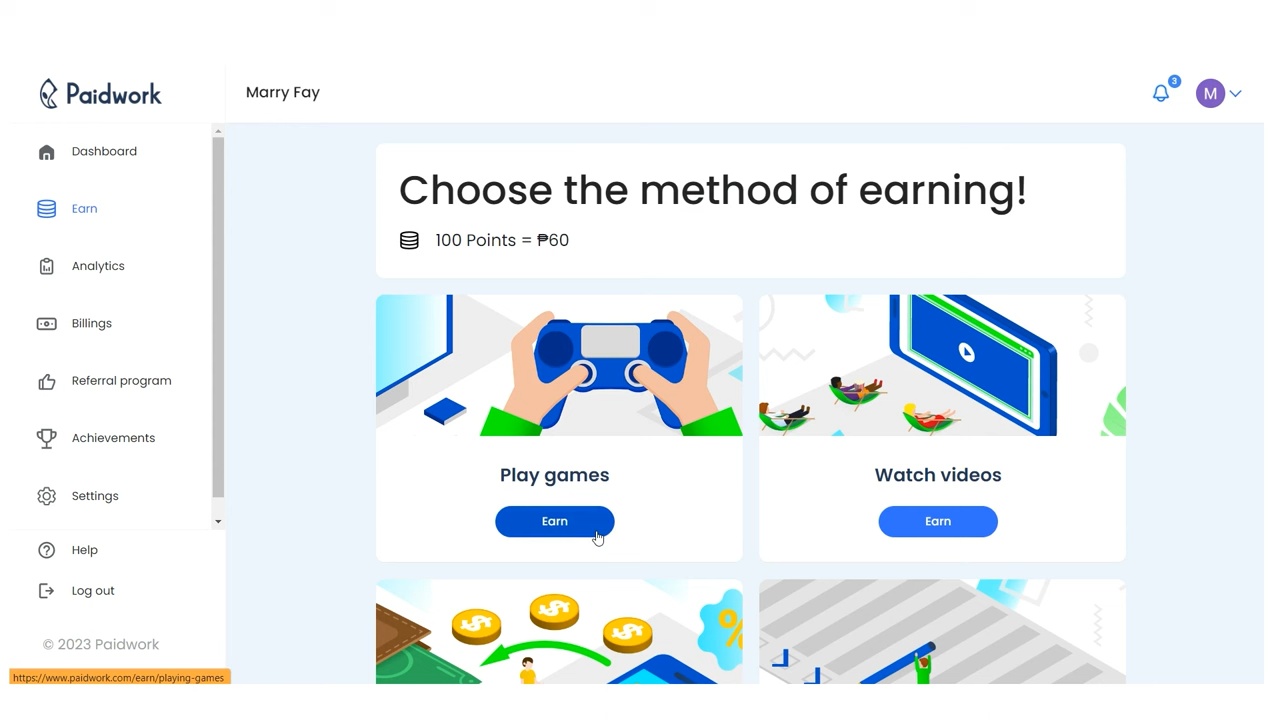 Paidwork
Marry Fay
3
M
Dashboard
Earn
Analytics
Billings
Referral program
Achievements
Settings
Help
Log out
© 2023 Paidwork
https://www.paidwork.com/earn/playing-games
Choose the method of earning!
100 Points = ₱60
Play games
Earn
Watch videos
Earn
$ $ $
%